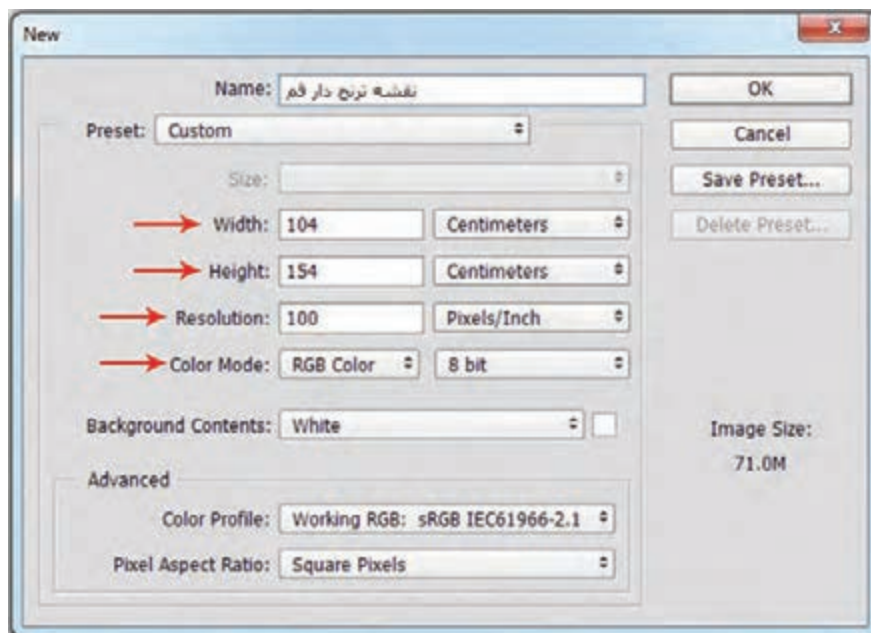 New
Name: نقشه ترنج دار قم
OK
Preset: Custom
Cancel
Size:
Save Preset...
Width: 104 Centimeters
Delete Preset...
Height: 154 Centimeters
Resolution: 100 Pixels/Inch
Color Mode: RGB Color 8 bit
Background Contents: White
Image Size:
71.0M
Advanced
Color Profile: Working RGB: sRGB IEC61966-2.1
Pixel Aspect Ratio: Square Pixels